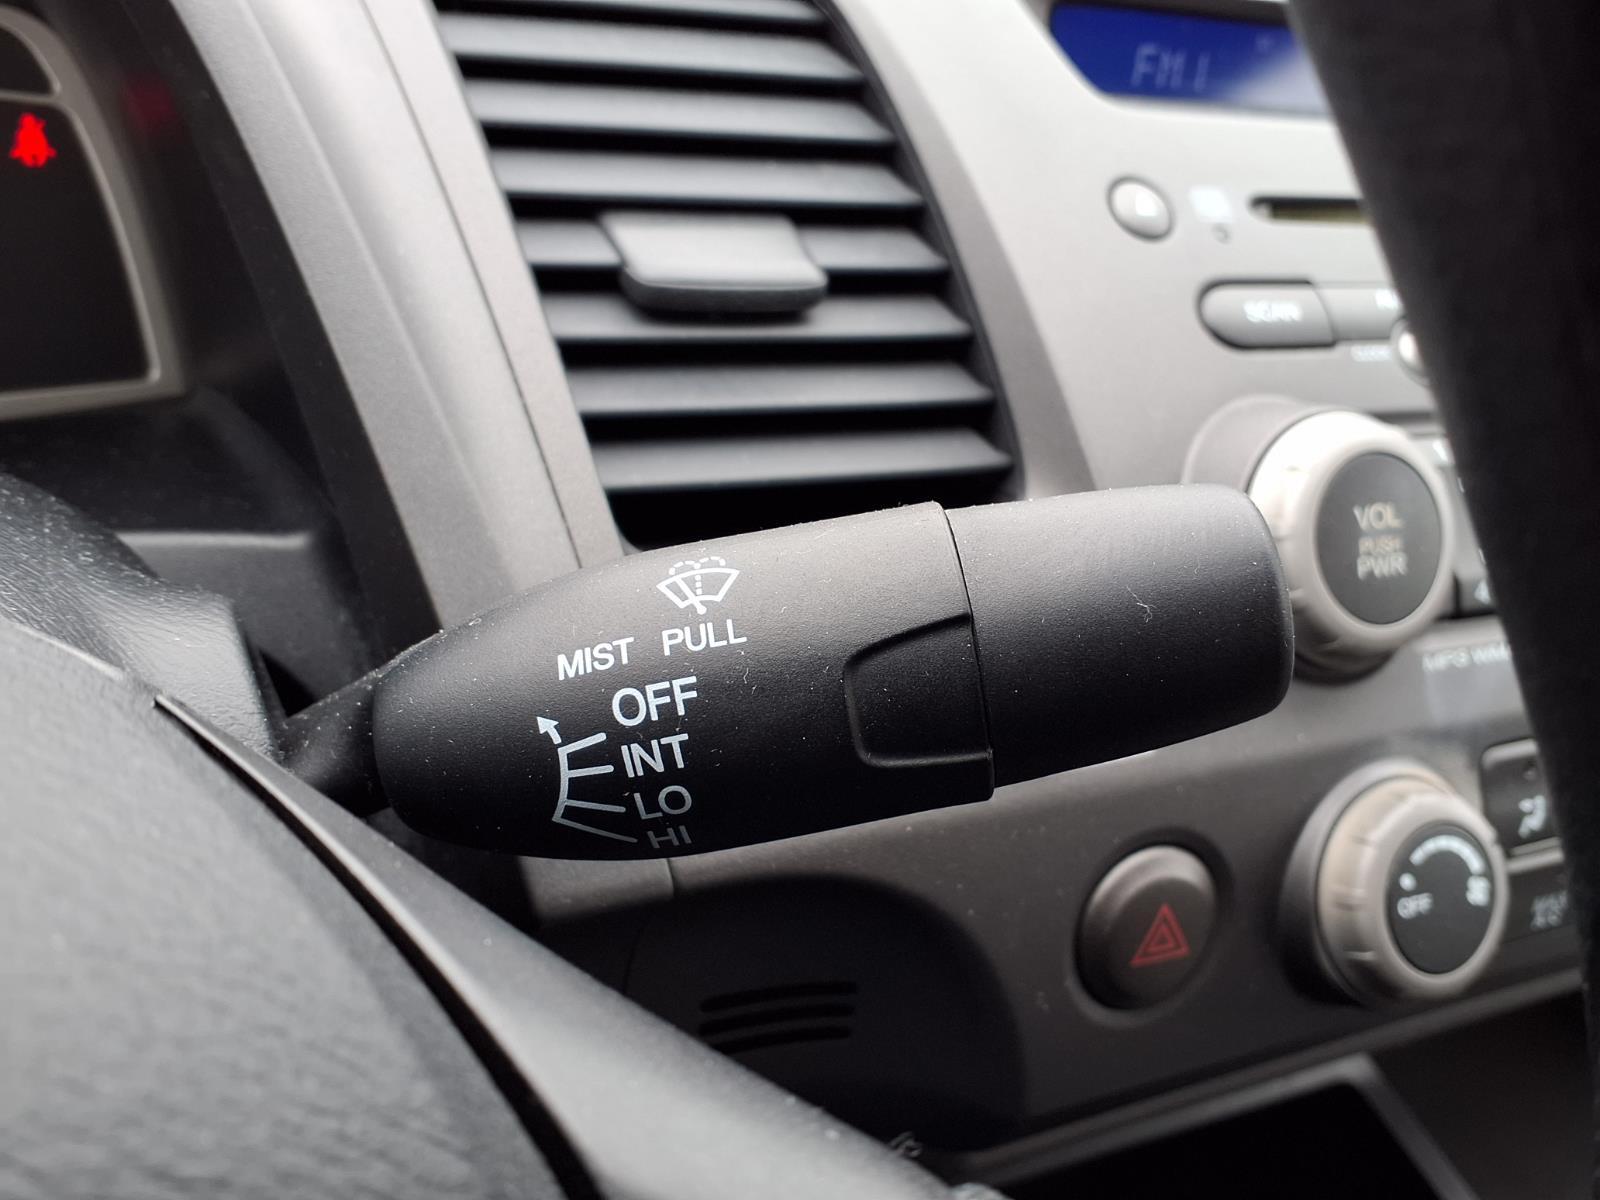 FM1
SCAN
VOL
PUSH
PWR
MIST PULL
OFF
INT
LO
HI
OFF